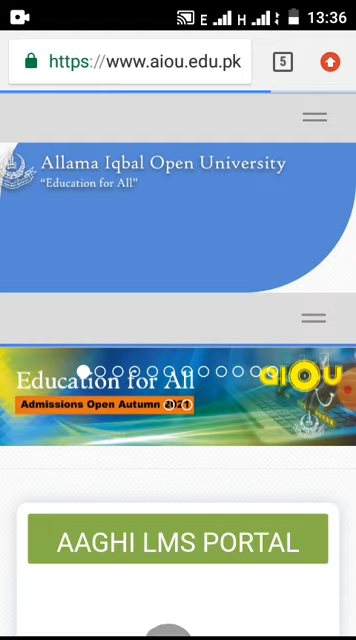 E H 13:36
https://www.aiou.edu.pk 5
Allama Iqbal Open University
“Education for All”
Education for All
AIOU
Admissions Open Autumn 2021
AAGHI LMS PORTAL